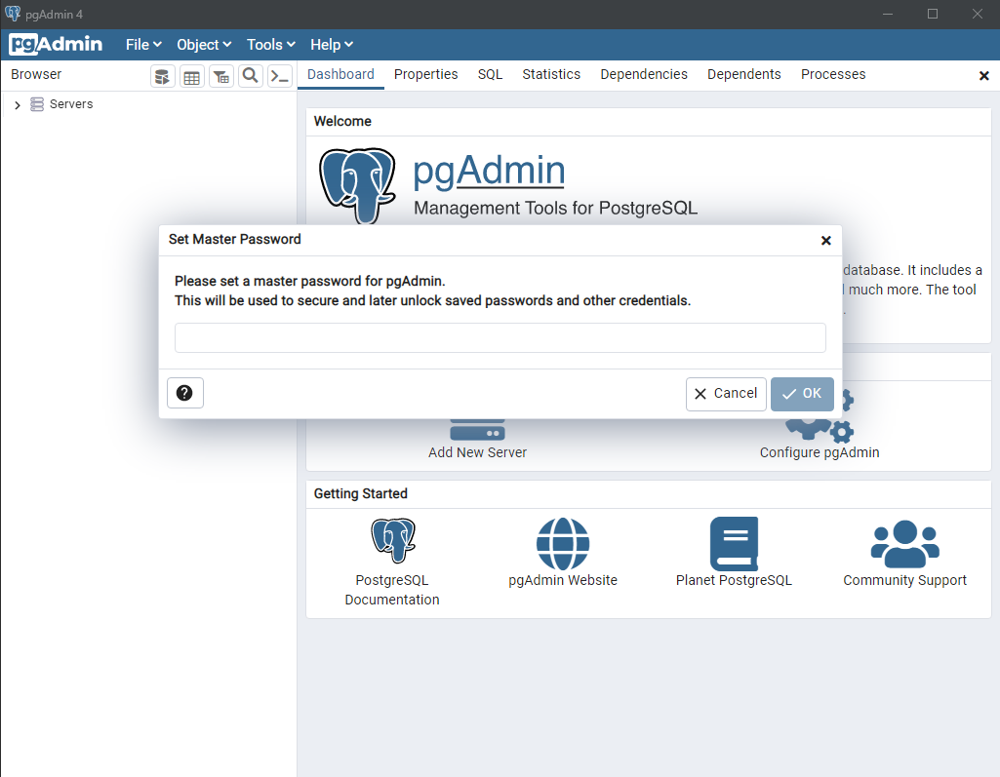 pgAdmin 4
pgAdmin File Object Tools Help
Browser
Dashboard Properties SQL Statistics Dependencies Dependents Processes
Servers
Welcome
pgAdmin
Management Tools for PostgreSQL
Set Master Password
Please set a master password for pgAdmin.
This will be used to secure and later unlock saved passwords and other credentials.
Cancel OK
database. It includes a
much more. The tool
Add New Server
Configure pgAdmin
Getting Started
PostgreSQL
Documentation
pgAdmin Website
Planet PostgreSQL
Community Support